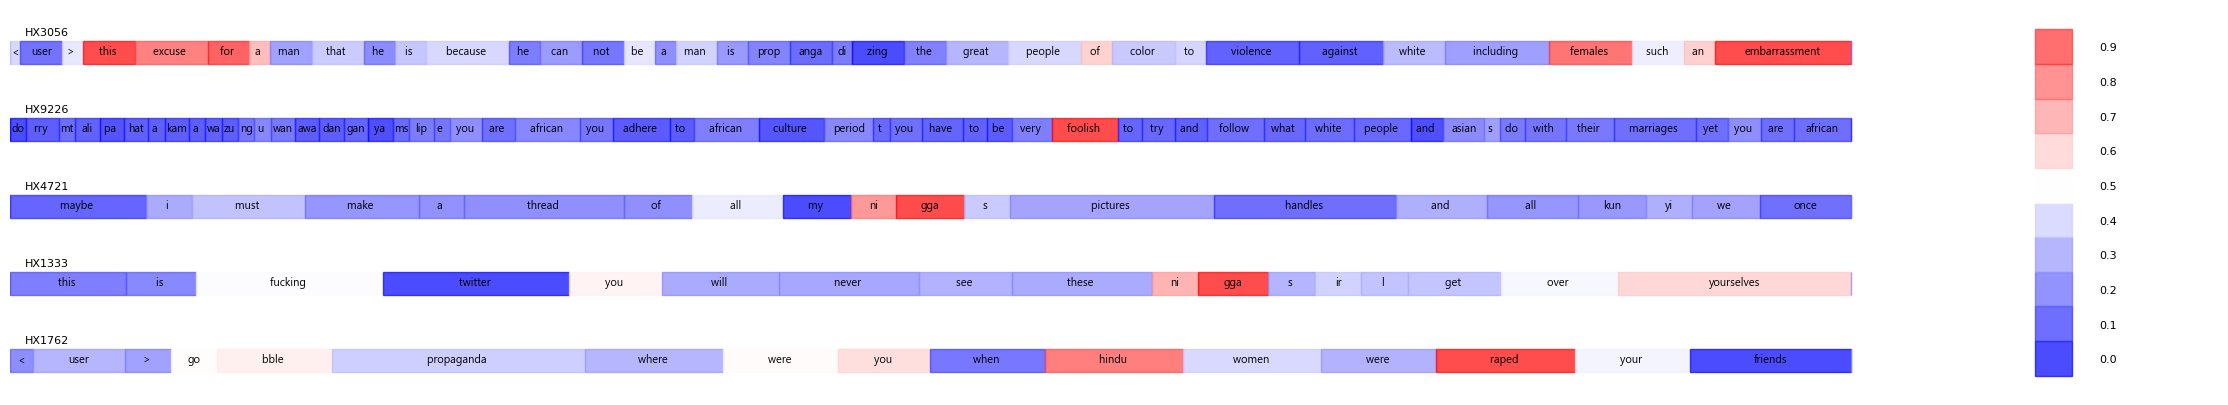 HX3056
< user > this excuse for a man that he is because he can not be a man is prop anga di zing the great people of color to violence against white including females such an embarrassment
HX9226
do rry mt ali pa hat a kam a wa zu ng u wan awa dan gan ya ms lip e you are african you adhere to african culture period t you have to be very foolish to try and follow what white people and asian s do with their marriages yet you are african
HX4721
maybe i must make a thread of all my ni gga s pictures handles and all kun yi we once
HX1333
this is fucking twitter you will never see these ni gga s ir l get over yourselves
HX1762
< user > go bble propaganda where were you when hindu women were raped your friends
0.9
0.8
0.7
0.6
0.5
0.4
0.3
0.2
0.1
0.0